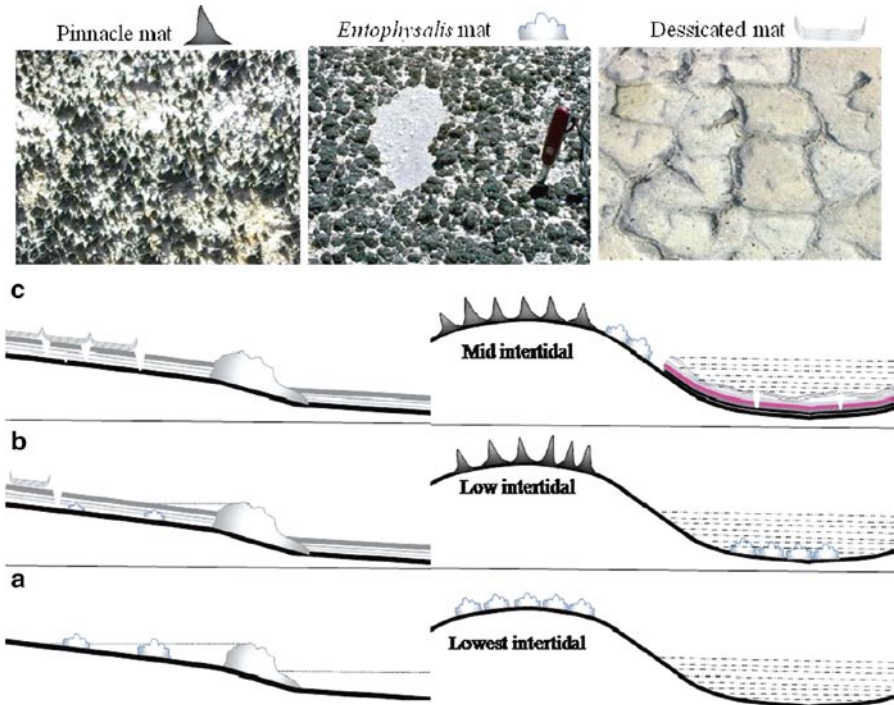 Pinnacle mat
Entophysalis mat
Dessicated mat
c
Mid intertidal
b
Low intertidal
a
Lowest intertidal